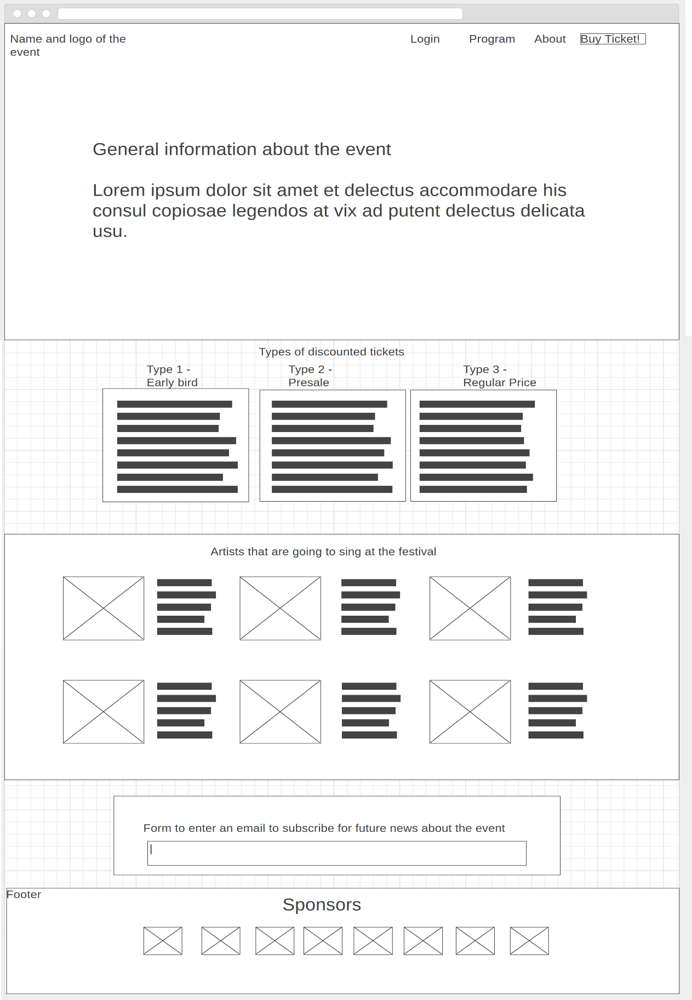 Name and logo of the
event
Login Program About Buy Ticket!
General information about the event
Lorem ipsum dolor sit amet et delectus accommodare his
consul copiosae legendos at vix ad putent delectus delicata
usu.
Types of discounted tickets
Type 1 -
Early bird
Type 2 -
Presale
Type 3 -
Regular Price
Artists that are going to sing at the festival
Form to enter an email to subscribe for future news about the event
Footer
Sponsors